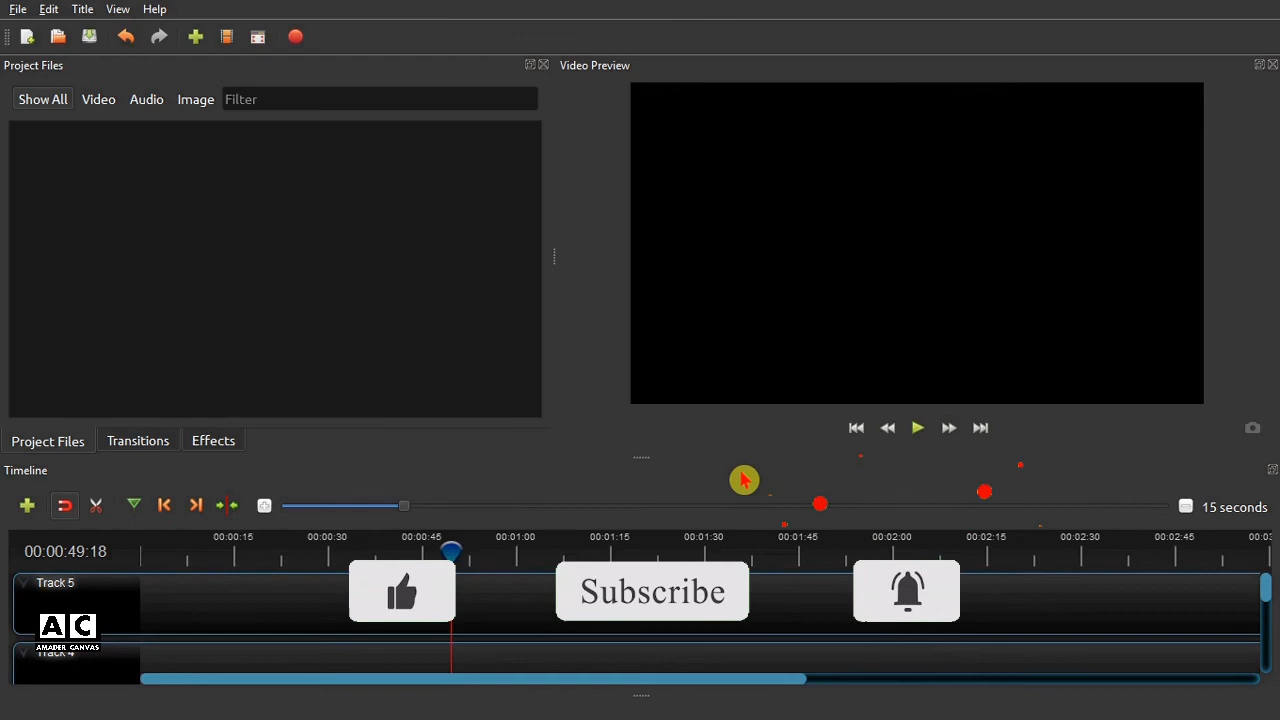 File Edit Title View Help
Project Files
Video Preview
Show All Video Audio Image Filter
Project Files Transitions Effects
Timeline
15 seconds
00:00:49:18
00:00:15 00:00:30 00:00:45 00:01:00 00:01:15 00:01:30 00:01:45 00:02:00 00:02:15 00:02:30 00:02:45
Track 5
Subscribe
AC
AMADER CANVAS
Track 4